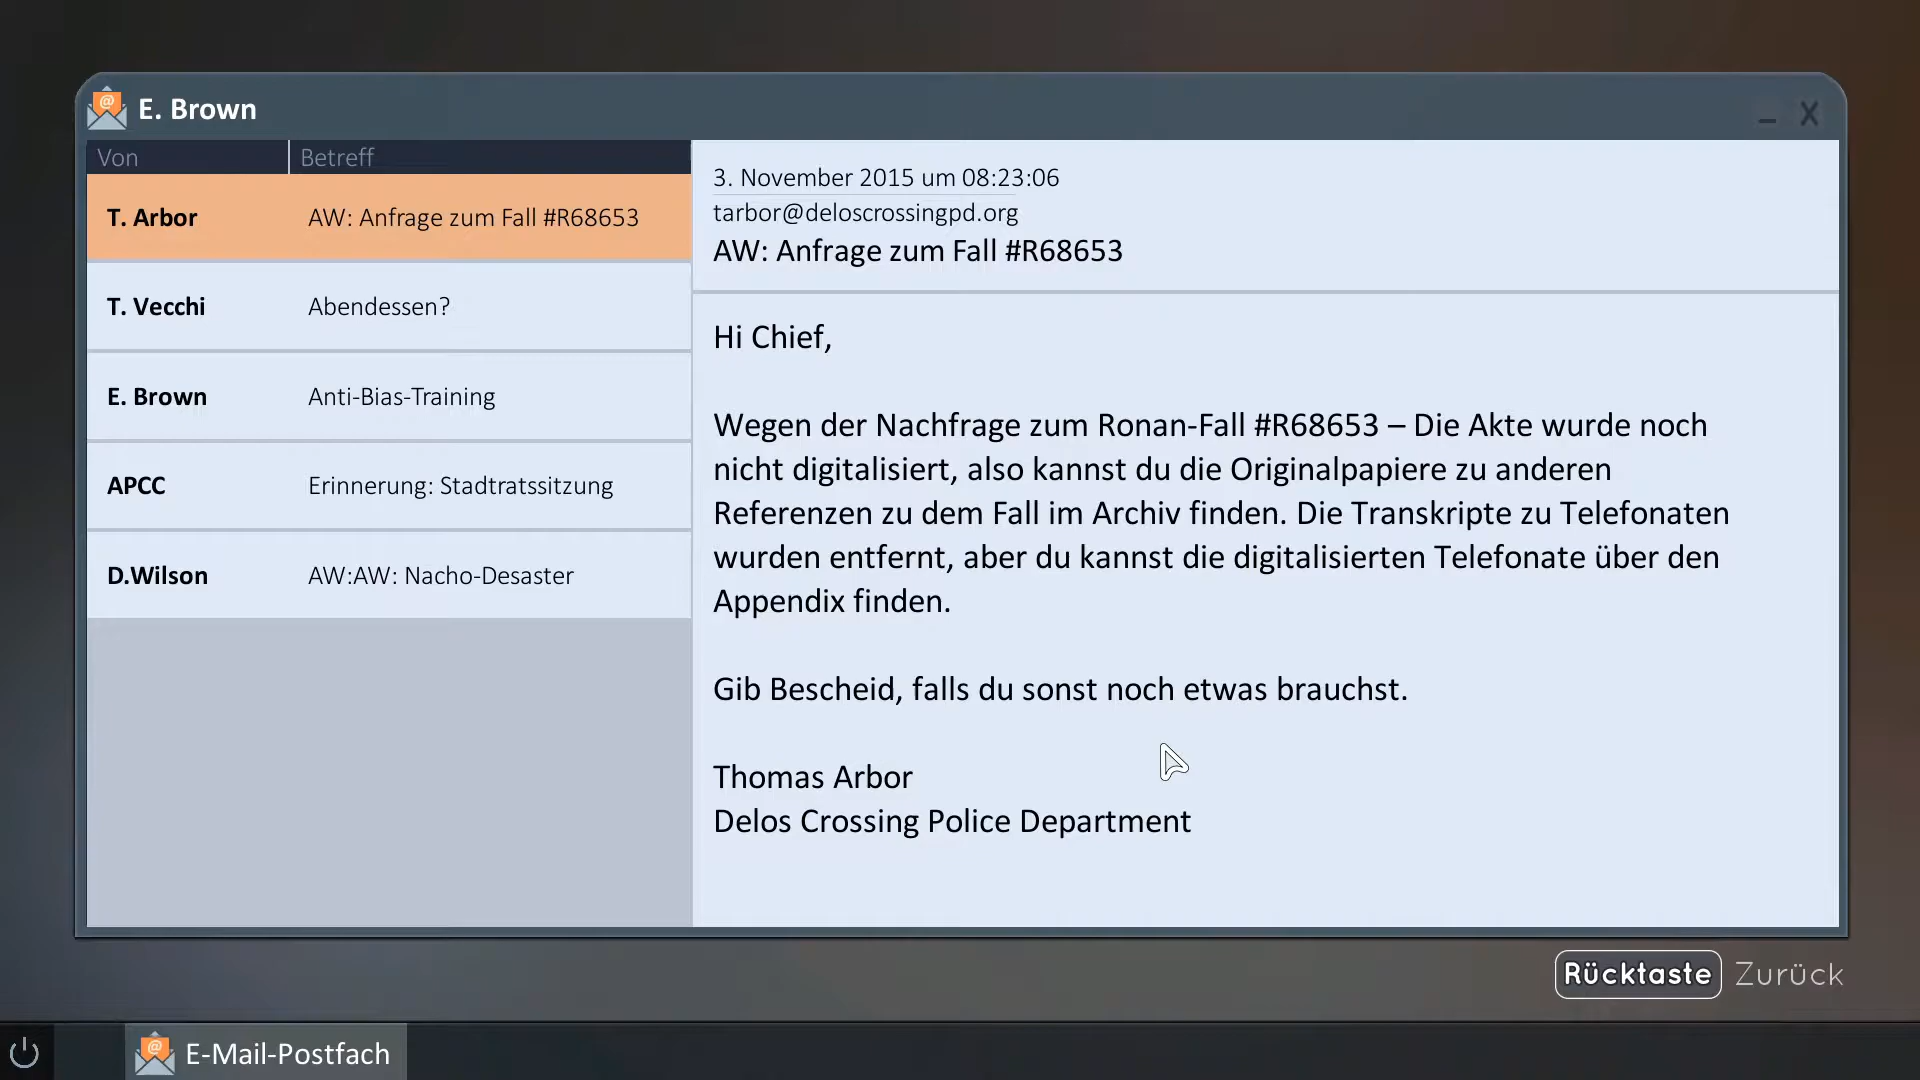 E. Brown
_ X
Von Betreff
T. Arbor AW: Anfrage zum Fall #R68653
T. Vecchi Abendessen?
E. Brown Anti-Bias-Training
APCC Erinnerung: Stadtratssitzung
D.Wilson AW:AW: Nacho-Desaster
3. November 2015 um 08:23:06
tarbor@deloscrossingpd.org
AW: Anfrage zum Fall #R68653
Hi Chief,
Wegen der Nachfrage zum Ronan-Fall #R68653 – Die Akte wurde noch
nicht digitalisiert, also kannst du die Originalpapiere zu anderen
Referenzen zu dem Fall im Archiv finden. Die Transkripte zu Telefonaten
wurden entfernt, aber du kannst die digitalisierten Telefonate über den
Appendix finden.
Gib Bescheid, falls du sonst noch etwas brauchst.
Thomas Arbor
Delos Crossing Police Department
Rücktaste Zurück
E-Mail-Postfach